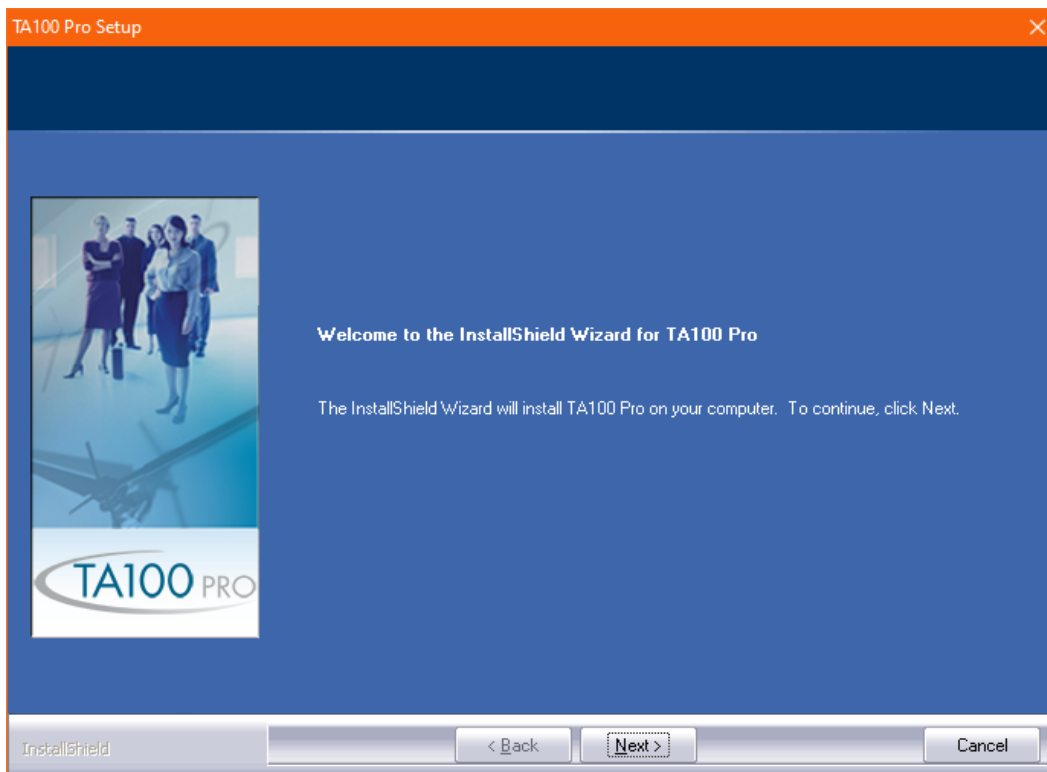 TA100 Pro Setup
Welcome to the InstallShield Wizard for TA100 Pro
The InstallShield Wizard will install TA100 Pro on your computer. To continue, click Next.
TA100 PRO
InstallShield
< Back
Next >
Cancel